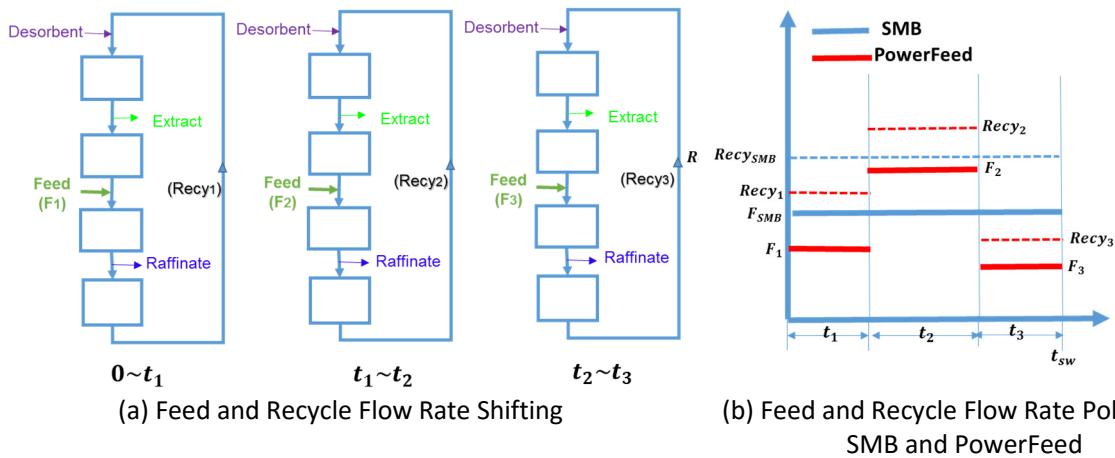 Desorbent
Extract
Feed
(F1)
(Recy1)
Raffinate
0~t1
Desorbent
Extract
Feed
(F2)
(Recy2)
Raffinate
t1~t2
Desorbent
Extract
Feed
(F3)
R
(Recy3)
Raffinate
t2~t3
(a) Feed and Recycle Flow Rate Shifting
SMB
PowerFeed
Recy2
RecySMB
F2
Recy1
FSMB
F1
Recy3
F3
t1
t2
t3
tsw
(b) Feed and Recycle Flow Rate Pol
SMB and PowerFeed